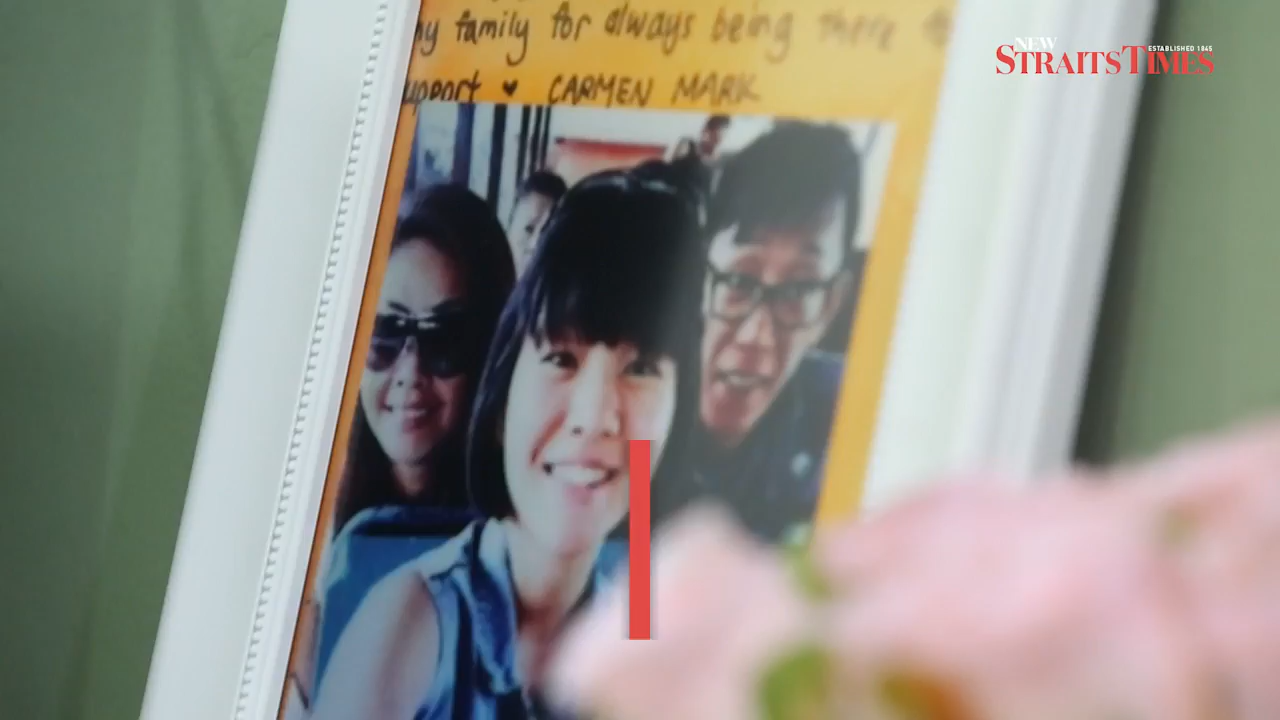 my family for always being there
support ♥ CARMEN MARK
NEW
STRAITS TIMES
ESTABLISHED 1845